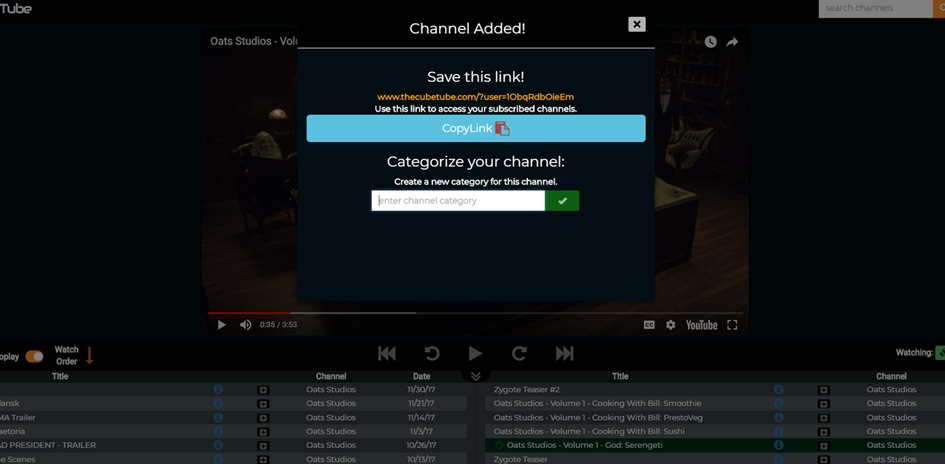 Tube
search channels
Channel Added!
Oats Studios - Volu
Save this link!
www.thecubetube.com/?user=1ObqRdbOieEm
Use this link to access your subscribed channels.
CopyLink
Categorize your channel:
Create a new category for this channel.
enter channel category
0:35 / 3:53
YouTube
oplay
Watch
Order
Watching:
Title Channel Date Title Channel
Oats Studios 11/30/17 Zygote Teaser #2 Oats Studios
ansk Oats Studios 11/21/17 Oats Studios - Volume 1 - Cooking With Bill: Smoothie Oats Studios
MA Trailer Oats Studios 11/14/17 Oats Studios - Volume 1 - Cooking With Bill: PrestoVeg Oats Studios
aetoria Oats Studios 11/3/17 Oats Studios - Volume 1 - Cooking With Bill: Sushi Oats Studios
AD PRESIDENT - TRAILER Oats Studios 10/26/17 Oats Studios - Volume 1 - God: Serengeti Oats Studios
e Scenes Oats Studios 10/13/17 Zygote Teaser Oats Studios